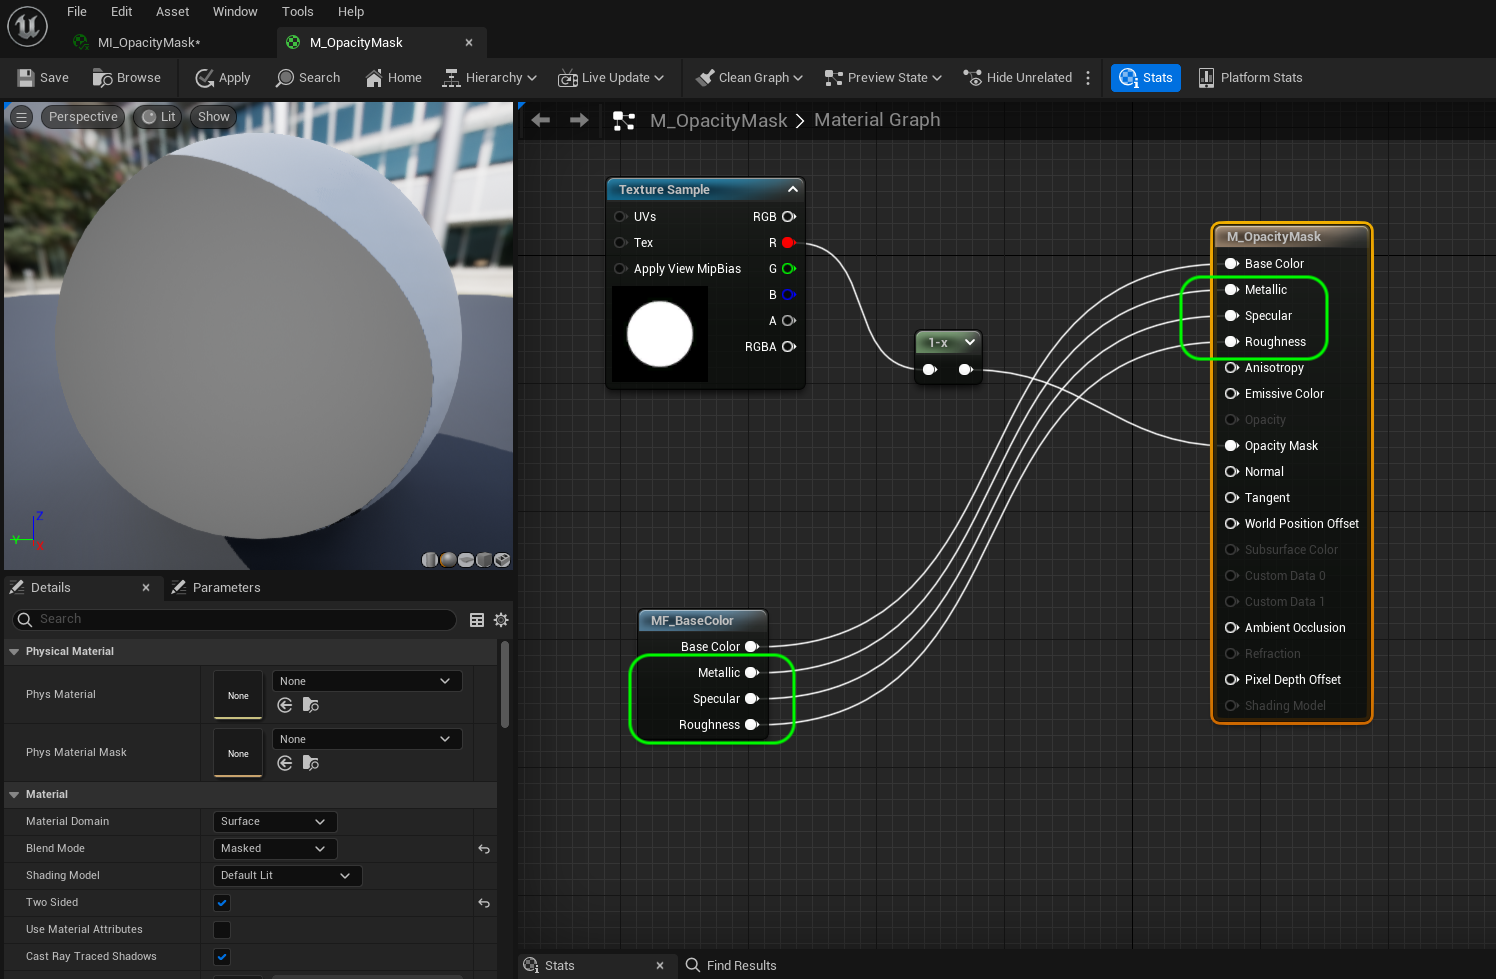 File Edit Asset Window Tools Help
MI_OpacityMask*
M_OpacityMask
Save Browse Apply Search Home Hierarchy Live Update Clean Graph Preview State Hide Unrelated Stats Platform Stats
Perspective Lit Show
M_OpacityMask > Material Graph
Texture Sample
UVs RGB
Tex R
Apply View MipBias G
B
A
RGBA
1-x
M_OpacityMask
Base Color
Metallic
Specular
Roughness
Anisotropy
Emissive Color
Opacity
Opacity Mask
Normal
Tangent
World Position Offset
Subsurface Color
Custom Data 0
Custom Data 1
Ambient Occlusion
Refraction
Pixel Depth Offset
Shading Model
MF_BaseColor
Base Color
Metallic
Specular
Roughness
Z
Y
X
Details Parameters
Search
Physical Material
Phys Material None None
Phys Material Mask None None
Material
Material Domain Surface
Blend Mode Masked
Shading Model Default Lit
Two Sided
Use Material Attributes
Cast Ray Traced Shadows
Stats Find Results